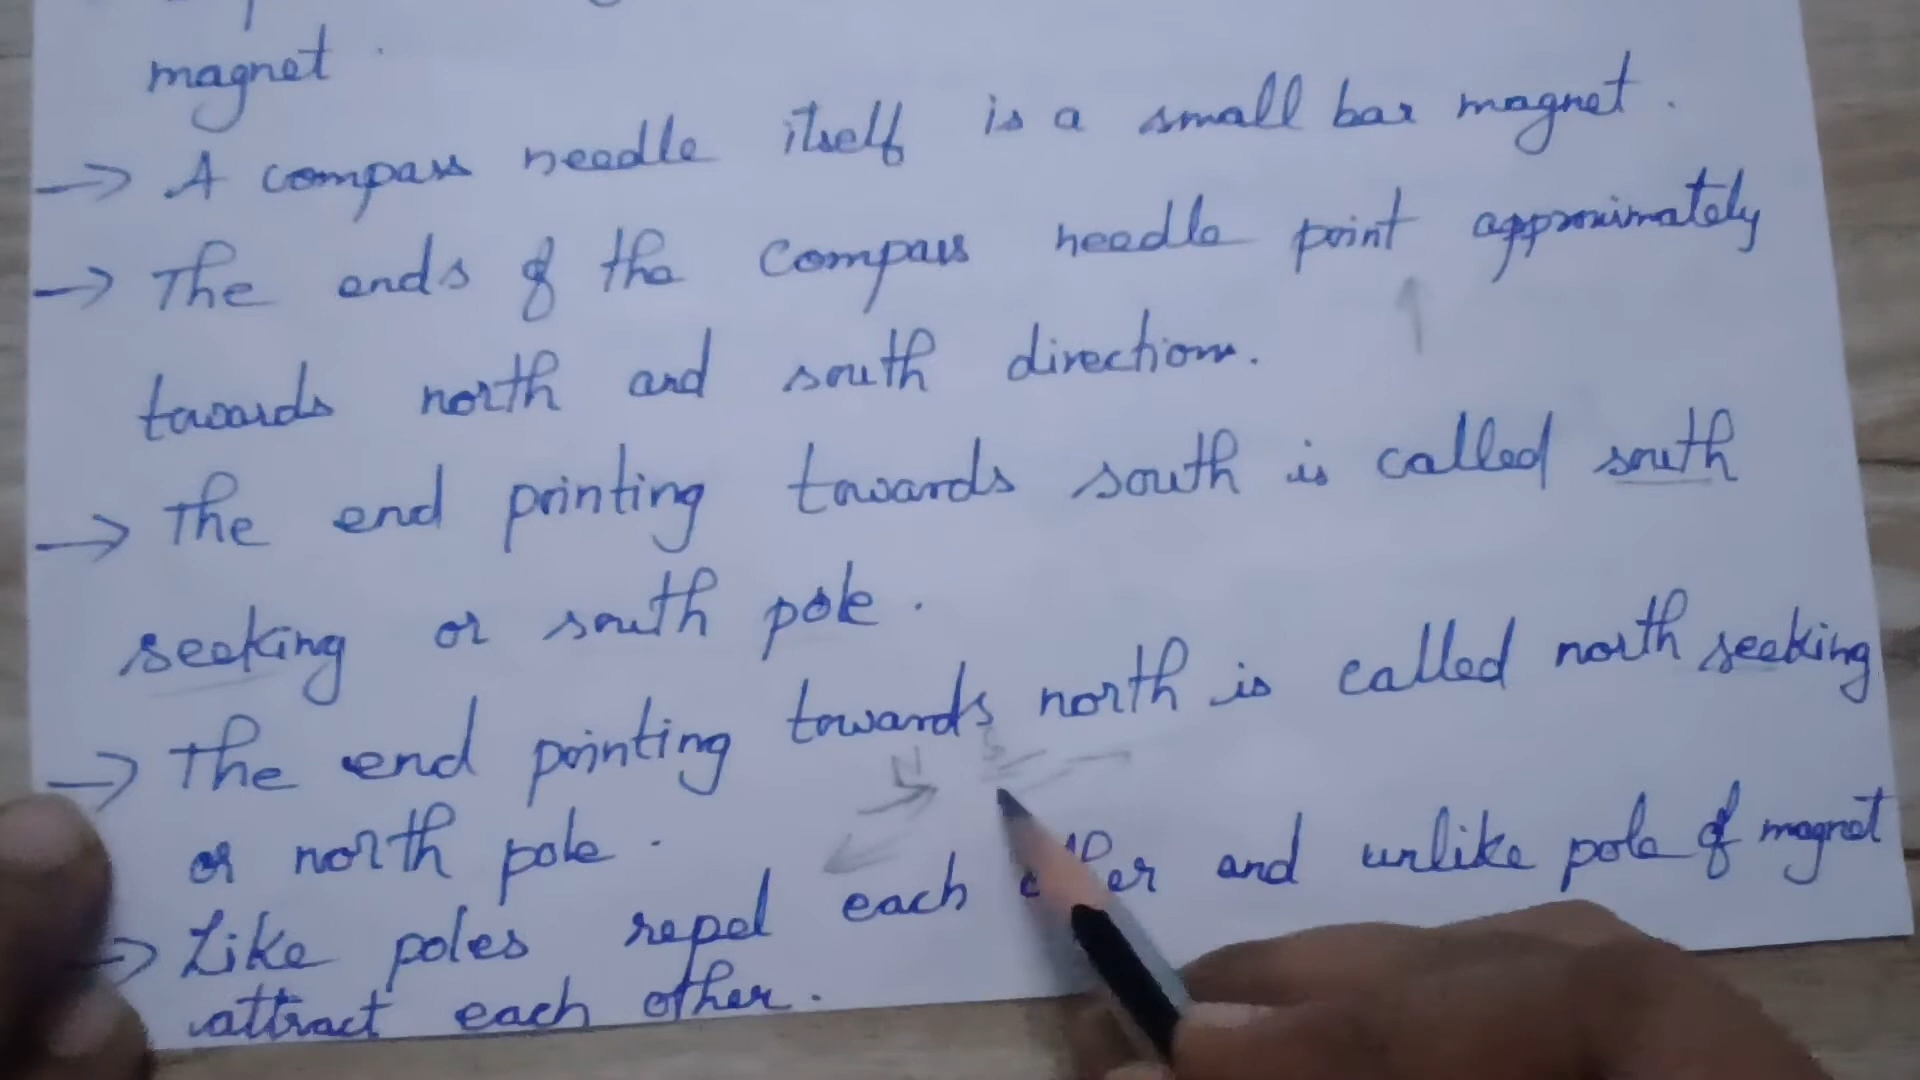 magnet.
→ A compass needle itself is a small bar magnet.
→ The ends of the compass needle point approximately
towards north and south directions.
→ The end pointing towards south is called south
seeking or south pole.
→ The end pointing towards north is called north seeking
or north pole.
→ Like poles repel each other and unlike pole of magnet
attract each other.